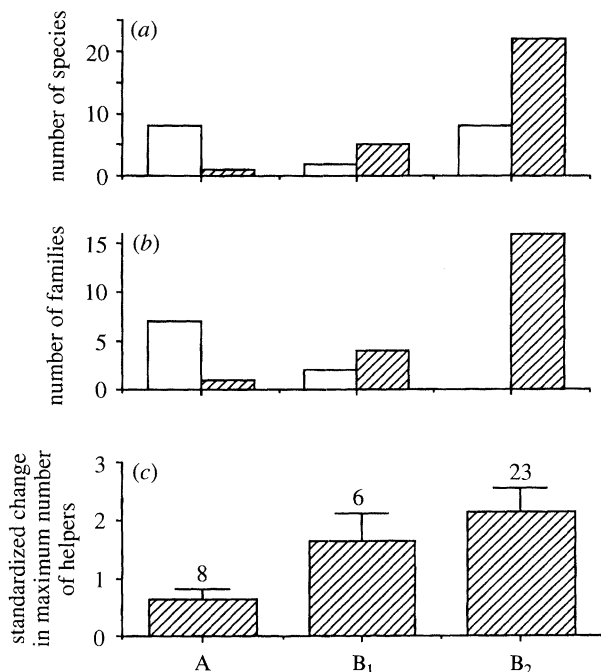 (a)
number of species
20
10
0
(b)
number of families
15
10
5
0
(c)
standardized change
in maximum number
of helpers
3
2
1
0
8
6
23
A
B₁
B₂